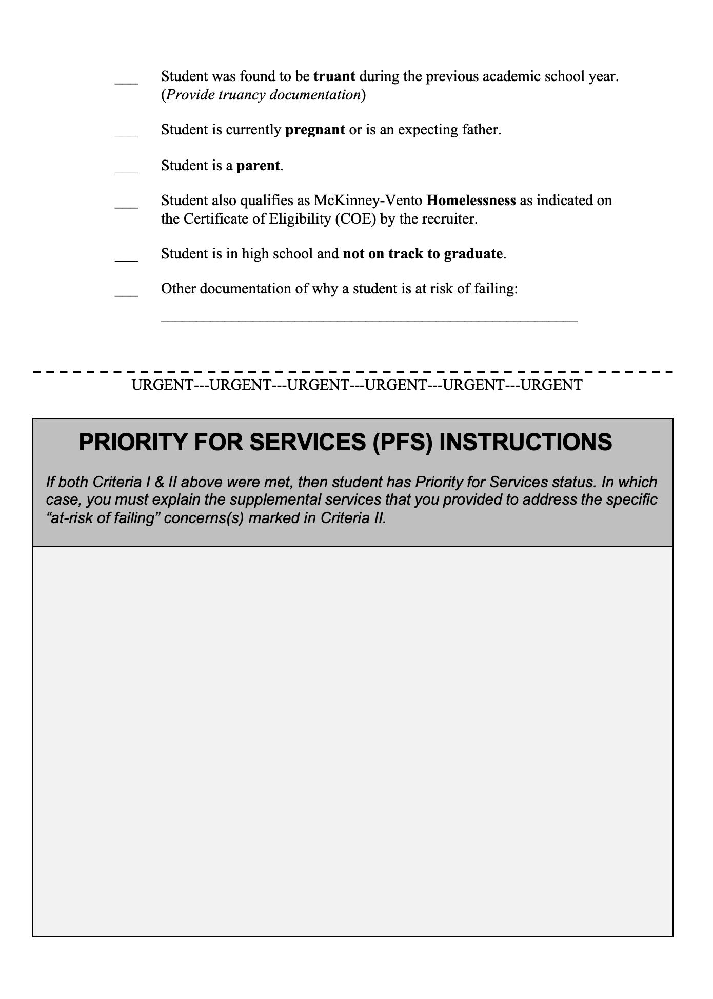 ___ Student was found to be truant during the previous academic school year.
(Provide truancy documentation)
___ Student is currently pregnant or is an expecting father.
___ Student is a parent.
___ Student also qualifies as McKinney-Vento Homelessness as indicated on
the Certificate of Eligibility (COE) by the recruiter.
___ Student is in high school and not on track to graduate.
___ Other documentation of why a student is at risk of failing:
______________________________________________________
URGENT---URGENT---URGENT---URGENT---URGENT---URGENT
PRIORITY FOR SERVICES (PFS) INSTRUCTIONS
If both Criteria I & II above were met, then student has Priority for Services status. In which
case, you must explain the supplemental services that you provided to address the specific
“at-risk of failing” concerns(s) marked in Criteria II.